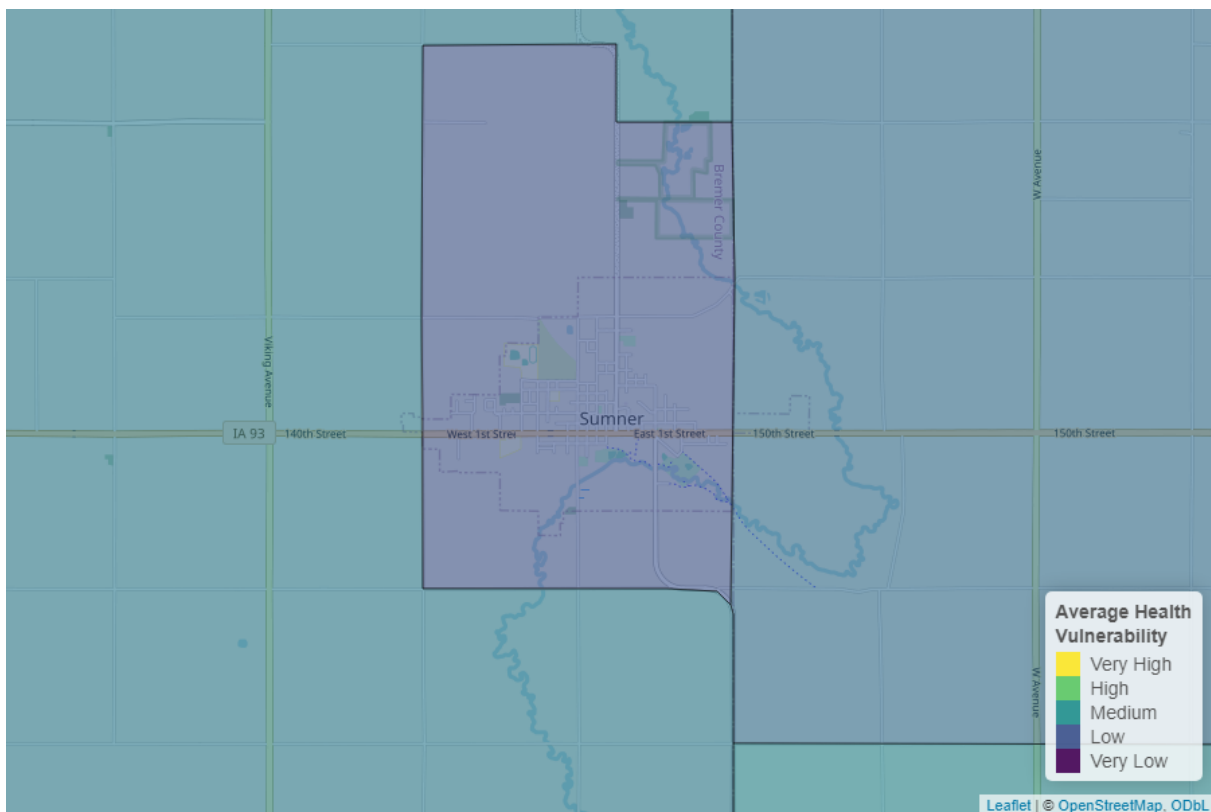 W Avenue
Bremer County
Viking Avenue
Sumner
IA 93
140th Street
West 1st Stree
East 1st Street
150th Street
150th Street
W Avenue
Average Health
Vulnerability
Very High
High
Medium
Low
Very Low
Leaflet | © OpenStreetMap, ODbL